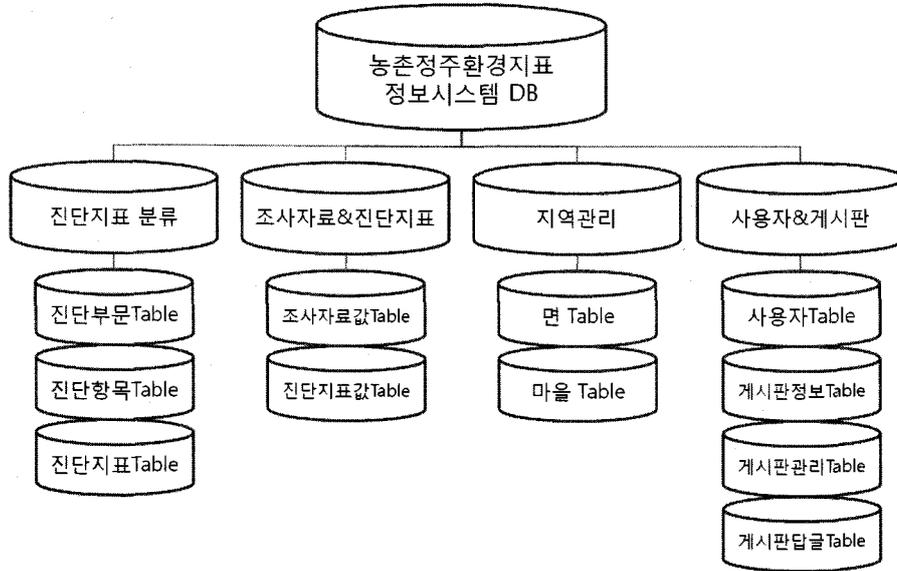 농촌정주환경지표
정보시스템 DB
진단지표 분류
조사자료&진단지표
지역관리
사용자&게시판
진단부문Table
조사자료값Table
면 Table
사용자Table
진단항목Table
진단지표값Table
마을 Table
게시판정보Table
진단지표Table
게시판관리Table
게시판답글Table